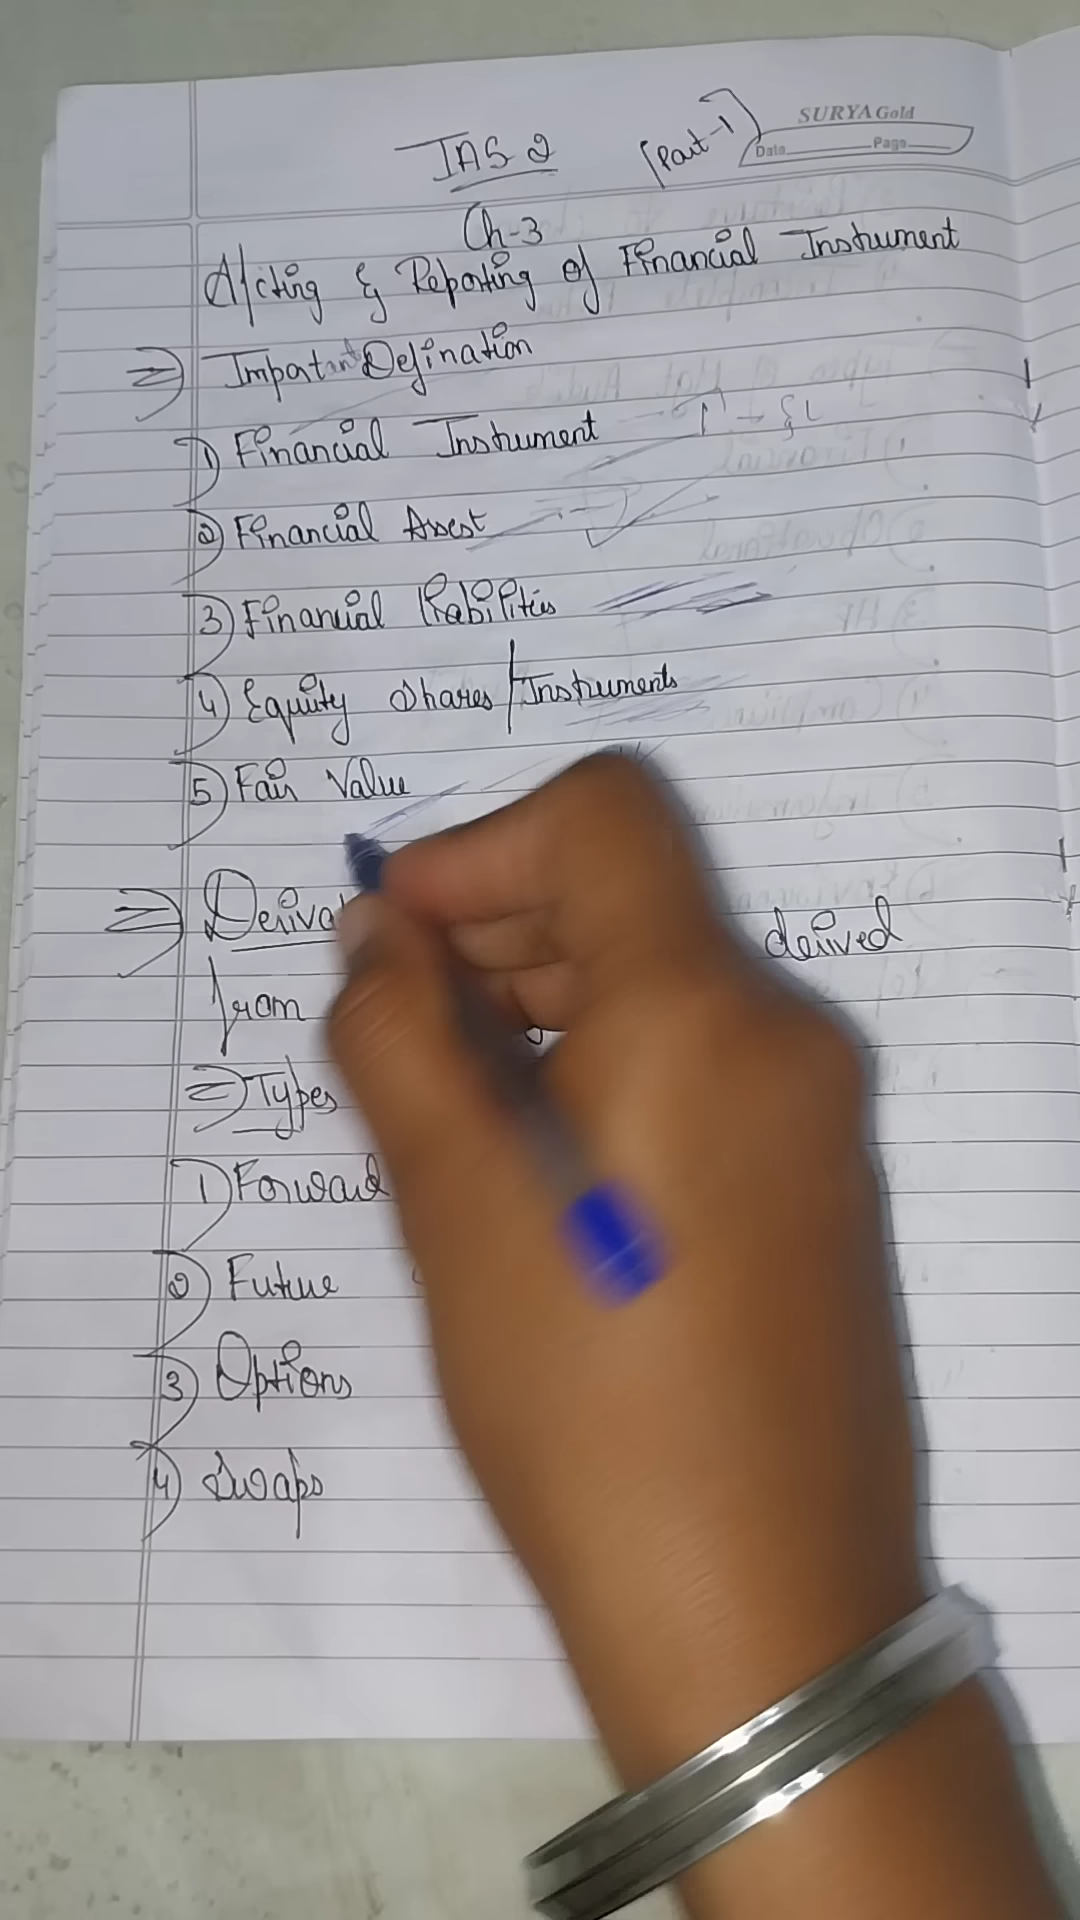 SURYA Gold
Date Page
IAS 2 [Part-1]
Ch-3
A/cting & Reporting of Financial Instrument
⇒ Important Defination
1) Financial Instrument
2) Financial Assest
3) Financial liabilities
4) Equity Shares/Instruments
5) Fair Value
⇒ derived
from
⇒ Types
1) Forward
2) Future
3) Options
4) Swaps